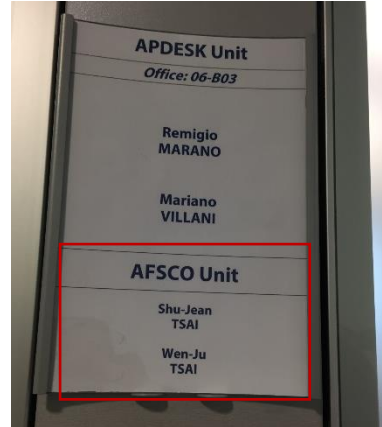 APDESK Unit
Office: 06-B03
Remigio
MARANO
Mariano
VILLANI
AFSCO Unit
Shu-Jean
TSAI
Wen-Ju
TSAI